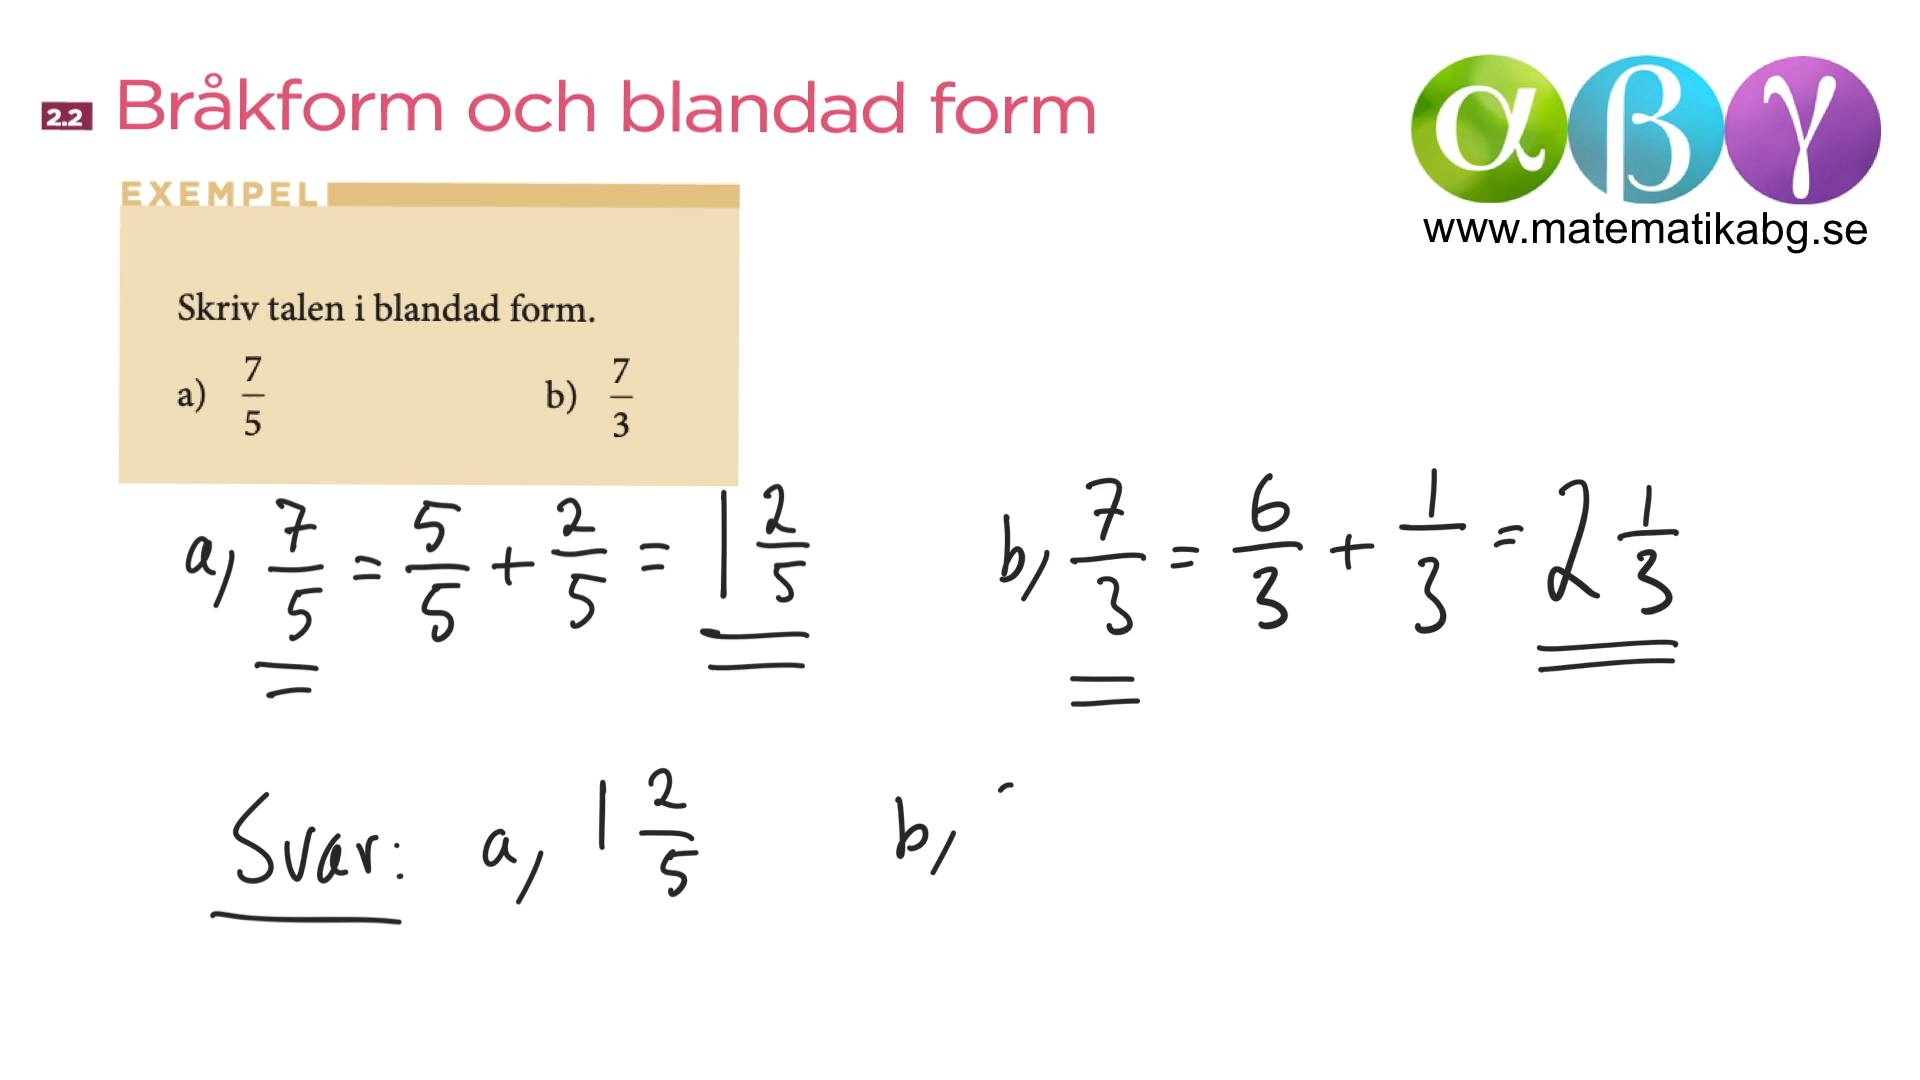 2.2 Bråkform och blandad form
α β γ
www.matematikabg.se
EXEMPEL
Skriv talen i blandad form.
a) 7/5 b) 7/3
a, 7/5 = 5/5 + 2/5 = 1 2/5
b, 7/3 = 6/3 + 1/3 = 2 1/3
Svar: a, 1 2/5 b,